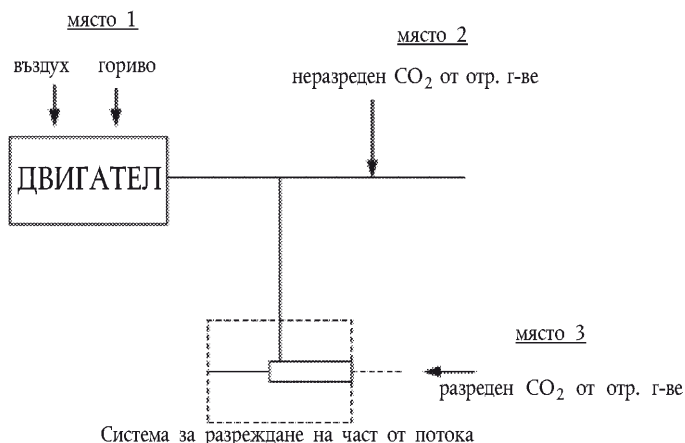 място 1
място 2
въздух гориво
неразреден CO2 от отр. г-ве
ДВИГАТЕЛ
място 3
разреден CO2 от отр. г-ве
Система за разреждане на част от потока